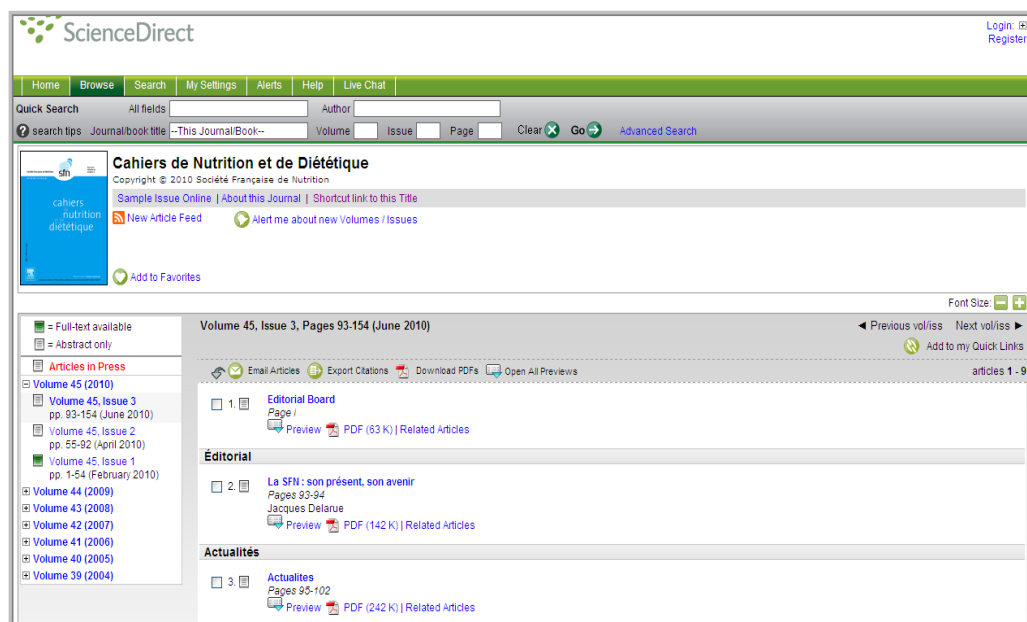 ScienceDirect
Login:
Register
Home Browse Search My Settings Alerts Help Live Chat
Quick Search All fields Author
search tips Journal/book title --This Journal/Book-- Volume Issue Page Clear Go Advanced Search
sfn
cahiers
nutrition
diététique
Cahiers de Nutrition et de Diététique
Copyright © 2010 Société Française de Nutrition
Sample Issue Online | About this Journal | Shortcut link to this Title
New Article Feed Alert me about new Volumes / Issues
Add to Favorites
Font Size:
= Full-text available
= Abstract only
Articles in Press
Volume 45 (2010)
Volume 45, Issue 3
pp. 93-154 (June 2010)
Volume 45, Issue 2
pp. 55-92 (April 2010)
Volume 45, Issue 1
pp. 1-54 (February 2010)
Volume 44 (2009)
Volume 43 (2008)
Volume 42 (2007)
Volume 41 (2006)
Volume 40 (2005)
Volume 39 (2004)
Volume 45, Issue 3, Pages 93-154 (June 2010)
Previous vol/iss Next vol/iss
Add to my Quick Links
Email Articles Export Citations Download PDFs Open All Previews articles 1 - 9
1. Editorial Board
Page i
Preview PDF (63 K) | Related Articles
Éditorial
2. La SFN : son présent, son avenir
Pages 93-94
Jacques Delarue
Preview PDF (142 K) | Related Articles
Actualités
3. Actualites
Pages 95-102
Preview PDF (242 K) | Related Articles